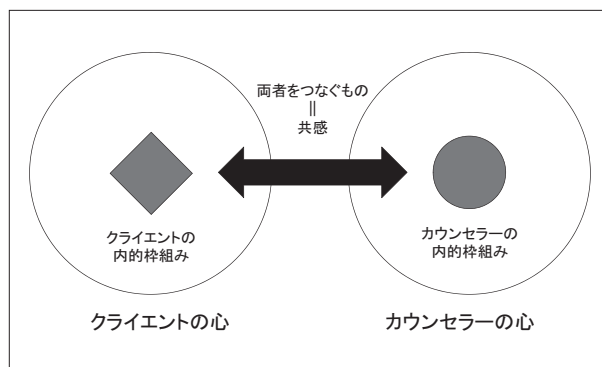 両者をつなぐもの
||
共感
クライエントの
内的枠組み
カウンセラーの
内的枠組み
クライエントの心
カウンセラーの心